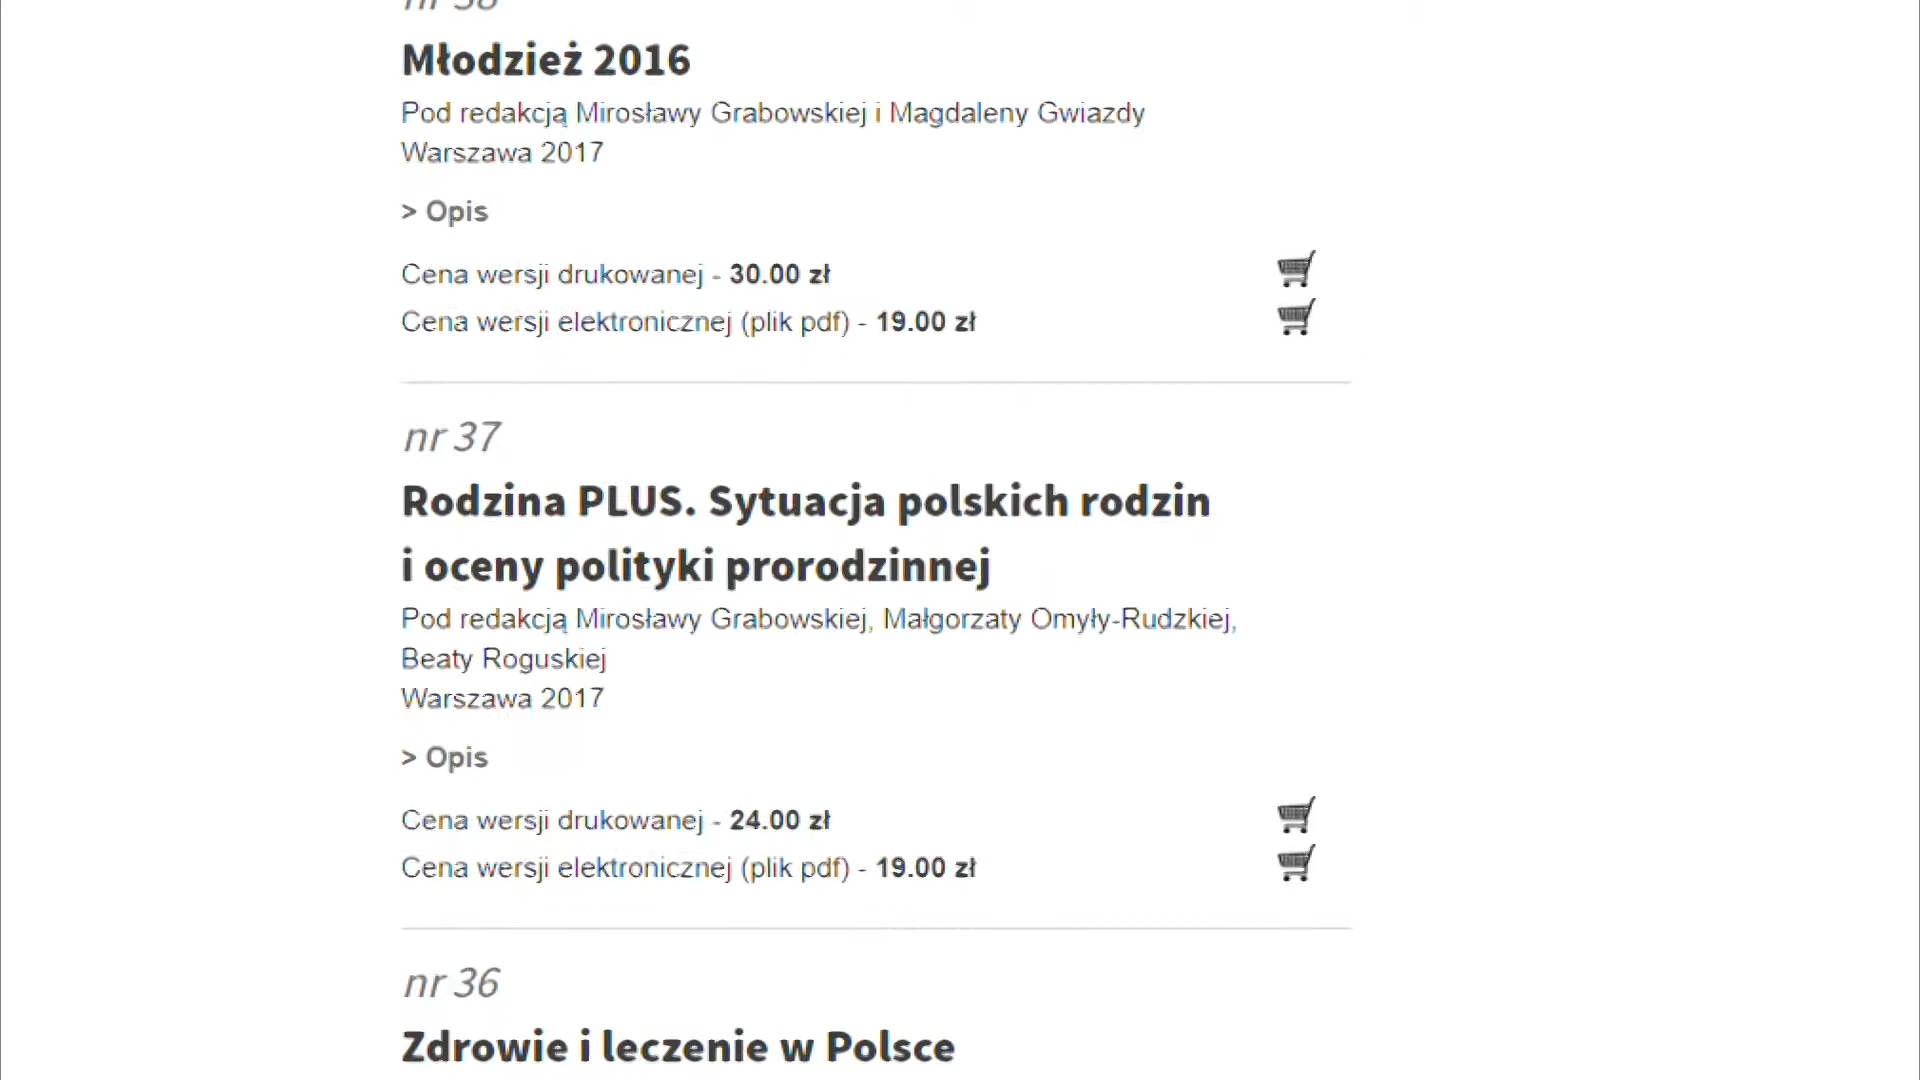 nr 38
Młodzież 2016
Pod redakcją Mirosławy Grabowskiej i Magdaleny Gwiazdy
Warszawa 2017
> Opis
Cena wersji drukowanej - 30.00 zł
Cena wersji elektronicznej (plik pdf) - 19.00 zł
nr 37
Rodzina PLUS. Sytuacja polskich rodzin
i oceny polityki prorodzinnej
Pod redakcją Mirosławy Grabowskiej, Małgorzaty Omyły-Rudzkiej,
Beaty Roguskiej
Warszawa 2017
> Opis
Cena wersji drukowanej - 24.00 zł
Cena wersji elektronicznej (plik pdf) - 19.00 zł
nr 36
Zdrowie i leczenie w Polsce